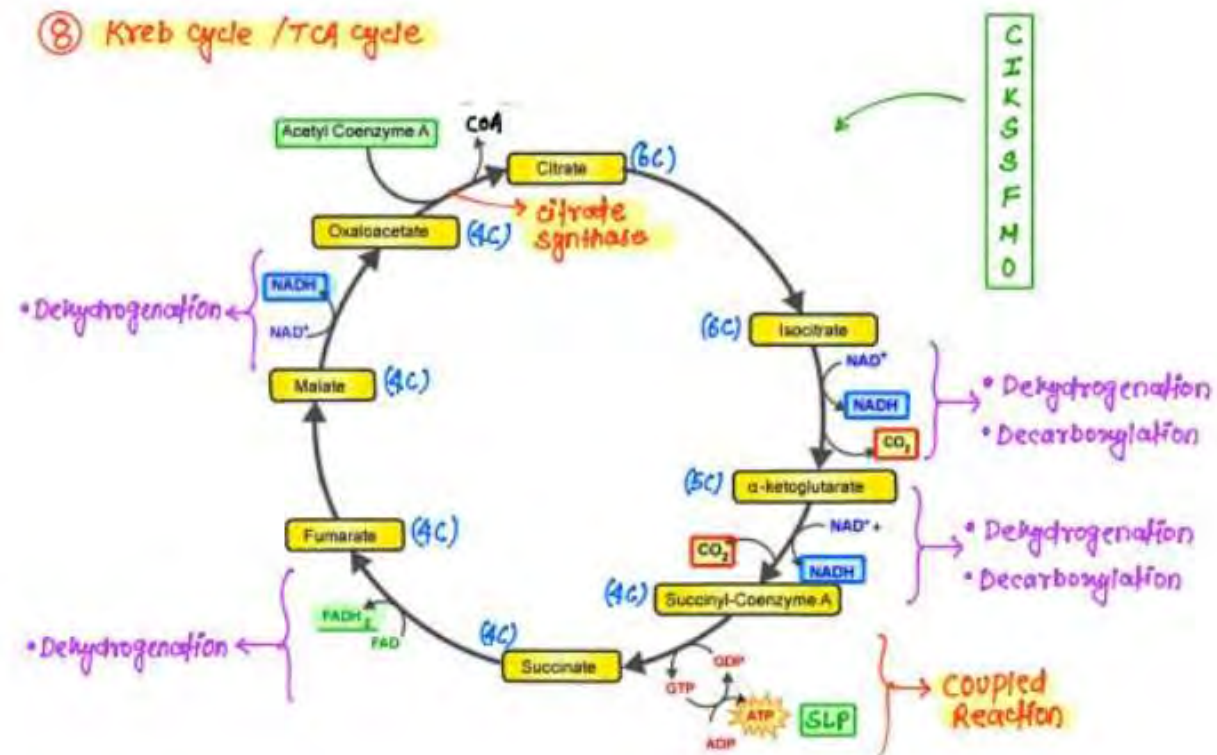 ⑧ Kreb cycle / TCA cycle
C
I
K
S
S
F
M
O
Acetyl Coenzyme A
COA
Citrate (6C)
citrate
synthase
Oxaloacetate (4C)
• Dehydrogenation
NADH
NAD⁺
Malate (4C)
(6C) Isocitrate
NAD⁺
NADH
CO₂
• Dehydrogenation
• Decarboxylation
(5C) α-ketoglutarate
NAD⁺ +
CO₂
NADH
• Dehydrogenation
• Decarboxylation
(4C) Succinyl-Coenzyme A
Fumarate (4C)
• Dehydrogenation
FADH₂
FAD
(4C)
Succinate
GDP
GTP
ATP
ADP
SLP
Coupled
Reaction